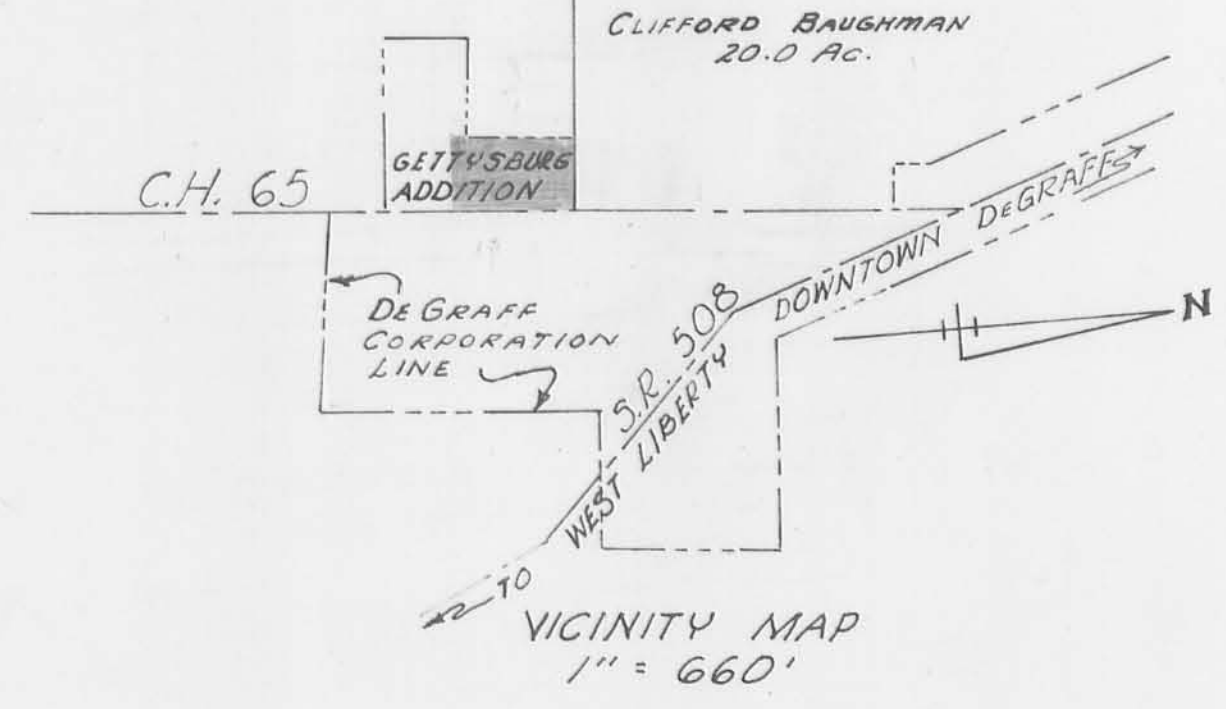 CLIFFORD BAUGHMAN
20.0 AC.
GETTYSBURG
ADDITION
C.H. 65
DOWNTOWN DEGRAFF
N
DE GRAFF
CORPORATION
LINE
S.R. 508
TO WEST LIBERTY
VICINITY MAP
1" = 660'